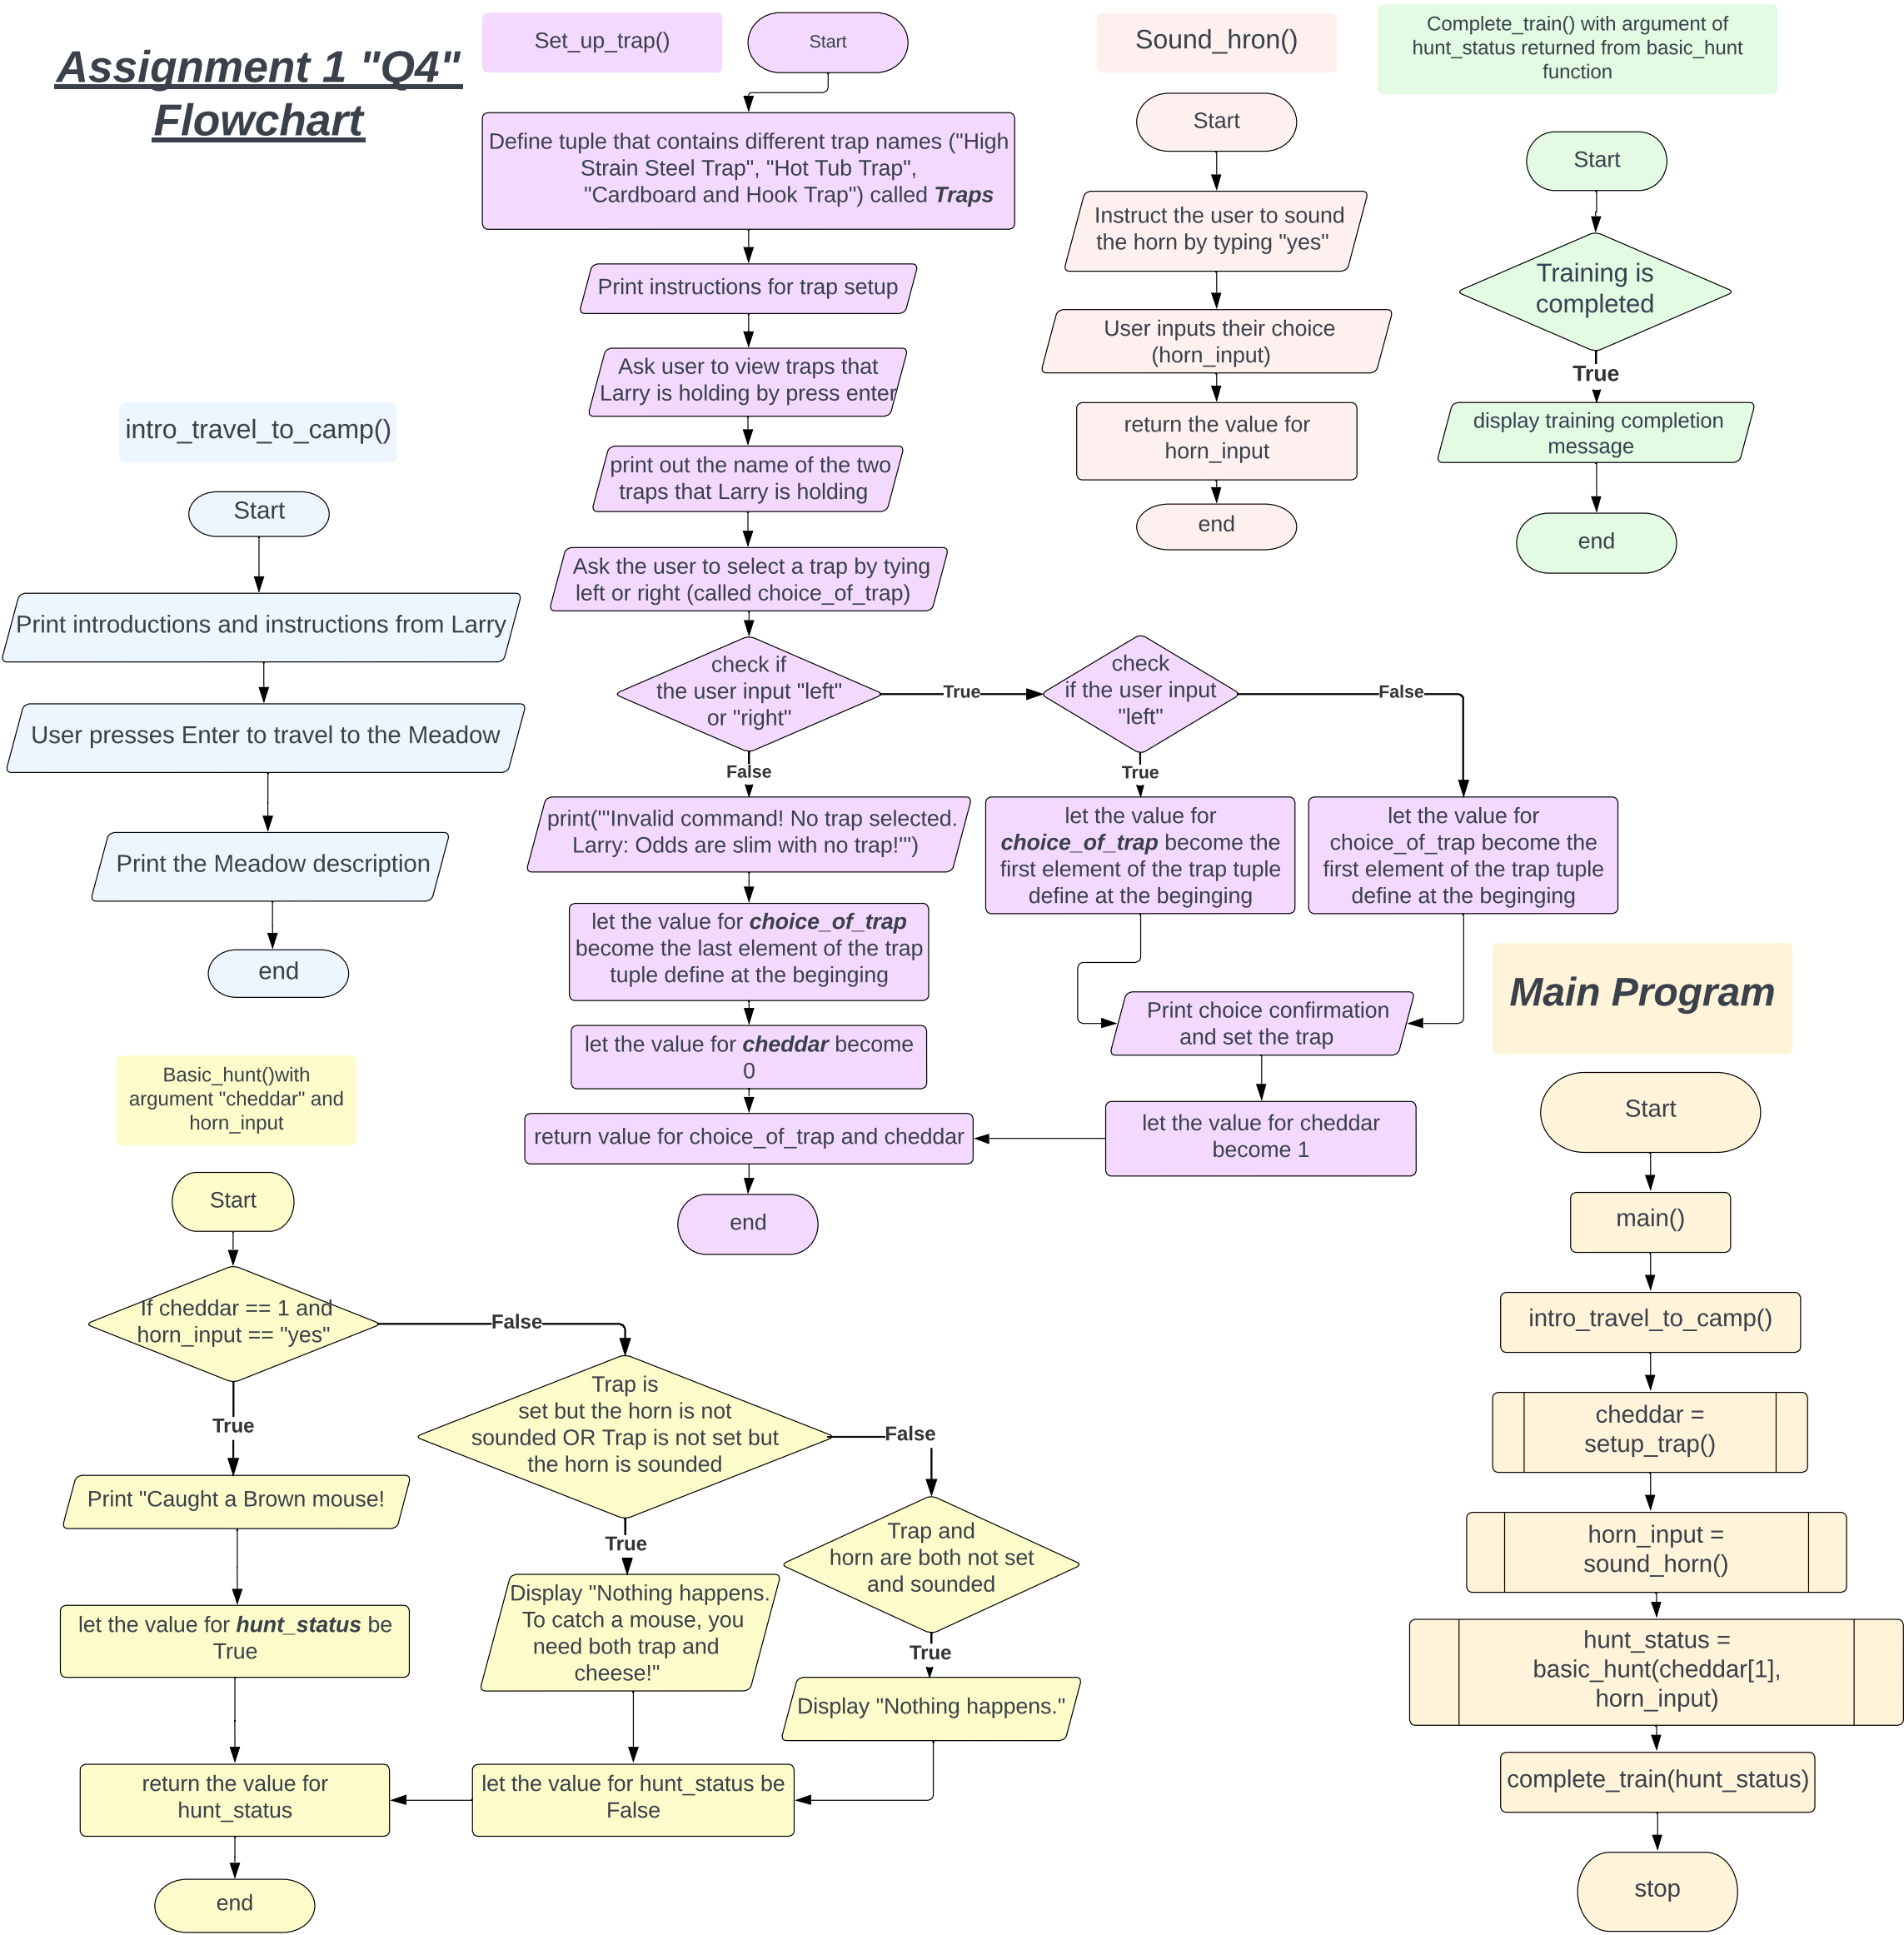 Assignment 1 "Q4"
Flowchart
Set_up_trap()
Start
Define tuple that contains different trap names ("High
Strain Steel Trap", "Hot Tub Trap",
"Cardboard and Hook Trap") called Traps
Print instructions for trap setup
Ask user to view traps that
Larry is holding by press enter
print out the name of the two
traps that Larry is holding
Ask the user to select a trap by tying
left or right (called choice_of_trap)
check if
the user input "left"
or "right"
True
check
if the user input
"left"
False
False
True
print("'Invalid command! No trap selected.
Larry: Odds are slim with no trap!'")
let the value for
choice_of_trap become the
first element of the trap tuple
define at the beginging
let the value for
choice_of_trap become the
first element of the trap tuple
define at the beginging
let the value for choice_of_trap
become the last element of the trap
tuple define at the beginging
Print choice confirmation
and set the trap
let the value for cheddar become
0
return value for choice_of_trap and cheddar
let the value for cheddar
become 1
end
Sound_hron()
Start
Instruct the user to sound
the horn by typing "yes"
User inputs their choice
(horn_input)
return the value for
horn_input
end
Complete_train() with argument of
hunt_status returned from basic_hunt
function
Start
Training is
completed
True
display training completion
message
end
intro_travel_to_camp()
Start
Print introductions and instructions from Larry
User presses Enter to travel to the Meadow
Print the Meadow description
end
Basic_hunt()with
argument "cheddar" and
horn_input
Start
If cheddar == 1 and
horn_input == "yes"
False
True
Trap is
set but the horn is not
sounded OR Trap is not set but
the horn is sounded
False
Print "Caught a Brown mouse!
True
Trap and
horn are both not set
and sounded
Display "Nothing happens.
To catch a mouse, you
need both trap and
cheese!"
True
let the value for hunt_status be
True
Display "Nothing happens."
return the value for
hunt_status
let the value for hunt_status be
False
end
Main Program
Start
main()
intro_travel_to_camp()
cheddar =
setup_trap()
horn_input =
sound_horn()
hunt_status =
basic_hunt(cheddar[1],
horn_input)
complete_train(hunt_status)
stop